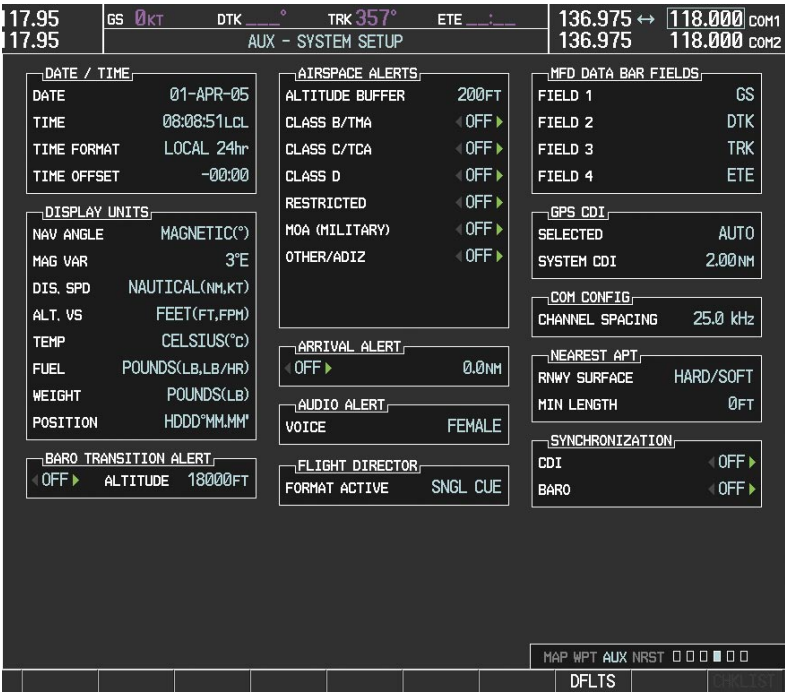 17.95 GS 0KT DTK ___° TRK 357° ETE __:__ 136.975 ↔ 118.000 COM1
17.95 AUX - SYSTEM SETUP 136.975 118.000 COM2
DATE / TIME
DATE 01-APR-05
TIME 08:08:51LCL
TIME FORMAT LOCAL 24hr
TIME OFFSET -00:00
DISPLAY UNITS
NAV ANGLE MAGNETIC(°)
MAG VAR 3°E
DIS, SPD NAUTICAL(NM,KT)
ALT, VS FEET(FT,FPM)
TEMP CELSIUS(°C)
FUEL POUNDS(LB,LB/HR)
WEIGHT POUNDS(LB)
POSITION HDDD°MM.MM'
BARO TRANSITION ALERT
OFF ALTITUDE 18000FT
AIRSPACE ALERTS
ALTITUDE BUFFER 200FT
CLASS B/TMA OFF
CLASS C/TCA OFF
CLASS D OFF
RESTRICTED OFF
MOA (MILITARY) OFF
OTHER/ADIZ OFF
ARRIVAL ALERT
OFF 0.0NM
AUDIO ALERT
VOICE FEMALE
FLIGHT DIRECTOR
FORMAT ACTIVE SNGL CUE
MFD DATA BAR FIELDS
FIELD 1 GS
FIELD 2 DTK
FIELD 3 TRK
FIELD 4 ETE
GPS CDI
SELECTED AUTO
SYSTEM CDI 2.00NM
COM CONFIG
CHANNEL SPACING 25.0 kHz
NEAREST APT
RNWY SURFACE HARD/SOFT
MIN LENGTH 0FT
SYNCHRONIZATION
CDI OFF
BARO OFF
MAP WPT AUX NRST
DFLTS CHKLIST